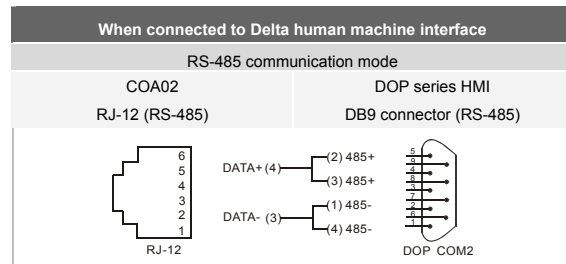 When connected to Delta human machine interface
RS-485 communication mode
COA02
RJ-12 (RS-485)
DOP series HMI
DB9 connector (RS-485)
6
5
4
3
2
1
RJ-12
DATA+(4)
DATA- (3)
(2) 485+
(3) 485+
(1) 485-
(4) 485-
5
9
4
8
3
7
2
6
1
DOP COM2